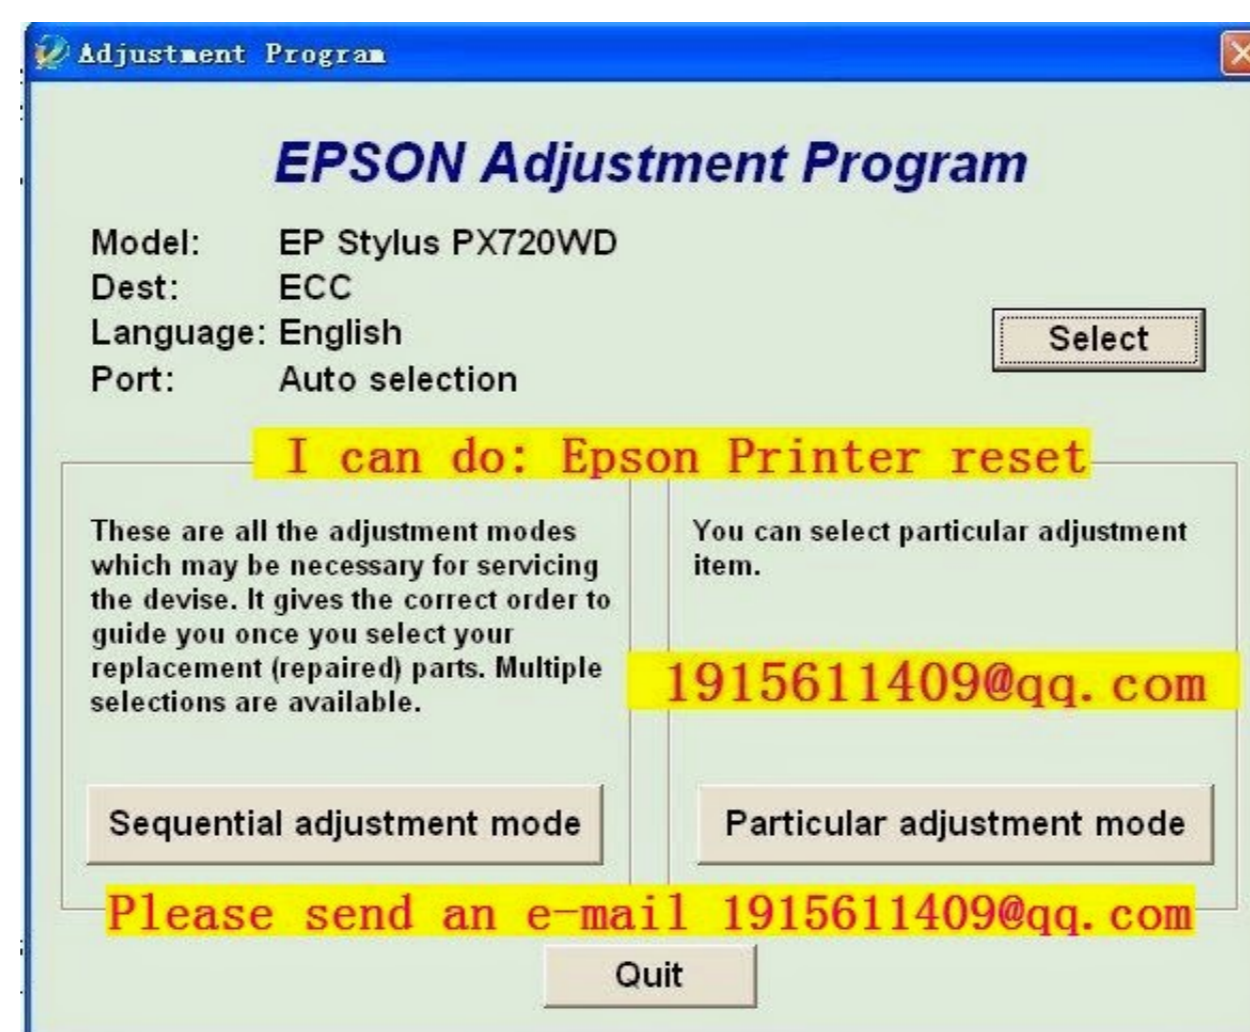 Adjustment Program
EPSON Adjustment Program
Model: EP Stylus PX720WD
Dest: ECC
Language: English
Port: Auto selection
Select
I can do: Epson Printer reset
These are all the adjustment modes
which may be necessary for servicing
the devise. It gives the correct order to
guide you once you select your
replacement (repaired) parts. Multiple
selections are available.
You can select particular adjustment
item.
1915611409@qq.com
Sequential adjustment mode
Particular adjustment mode
Please send an e-mail 1915611409@qq.com
Quit